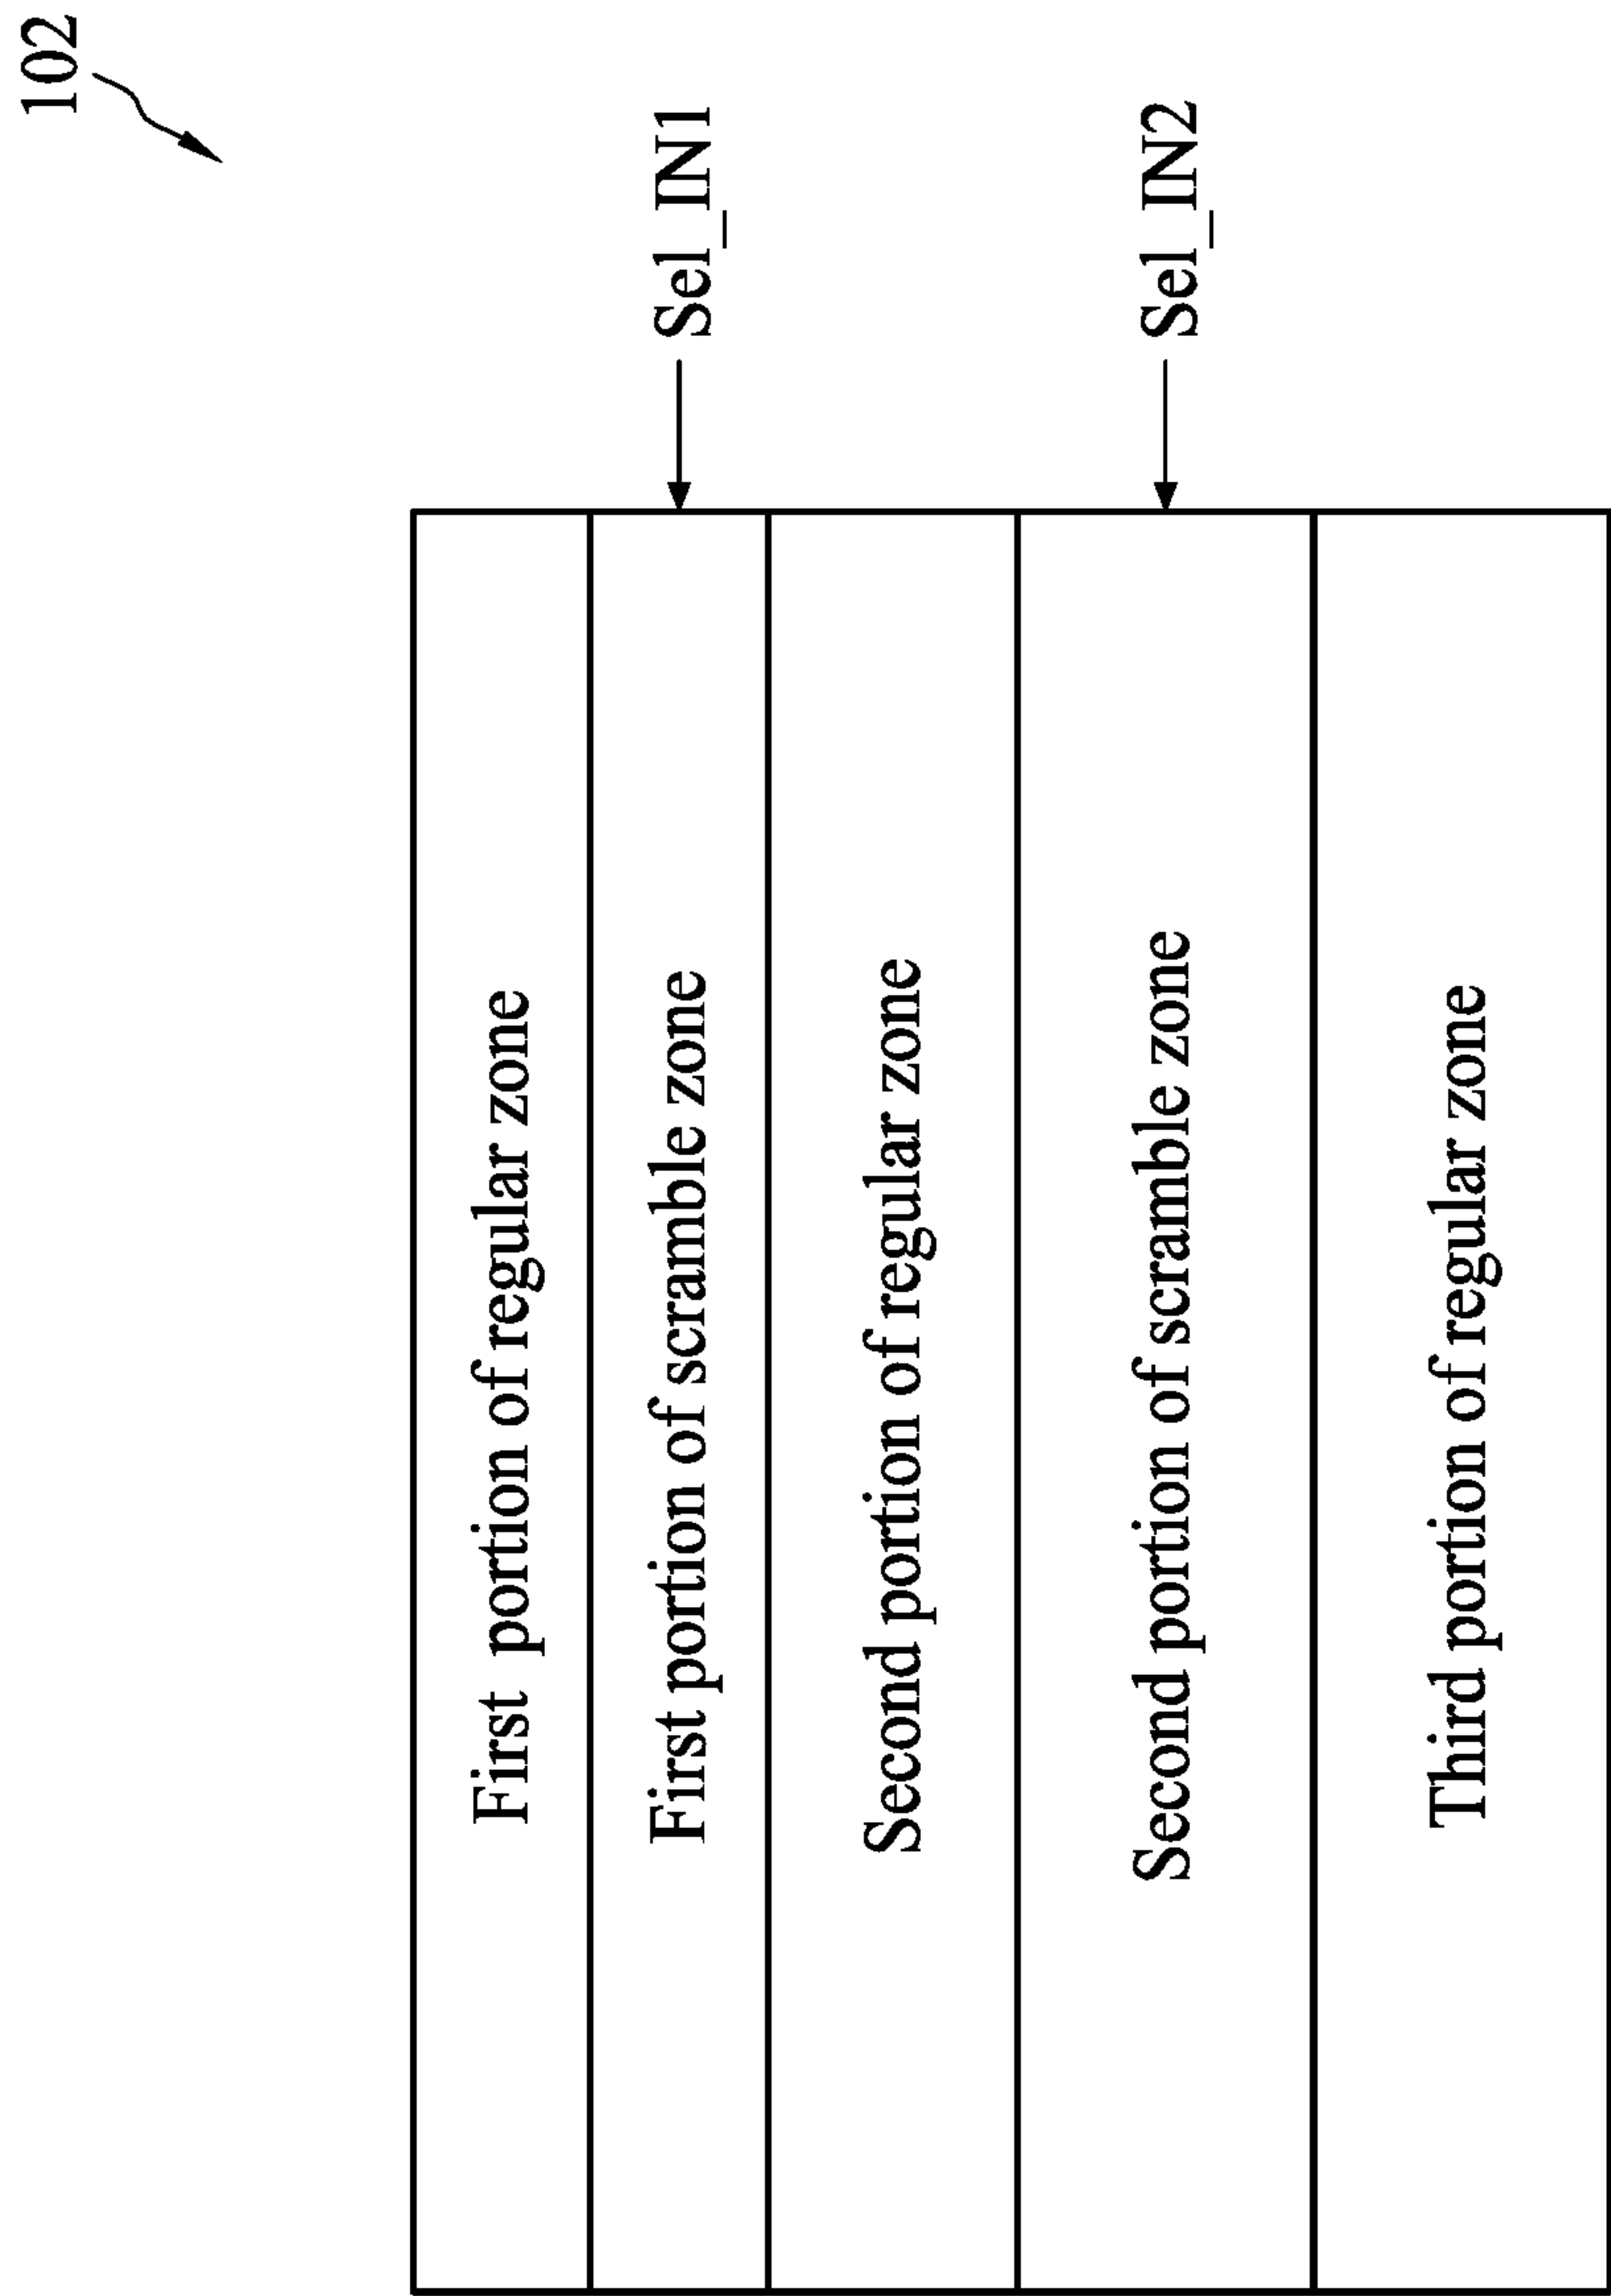 102
First portion of regular zone
First portion of scramble zone
Sel_IN1
Second portion of regular zone
Second portion of scramble zone
Sel_IN2
Third portion of regular zone